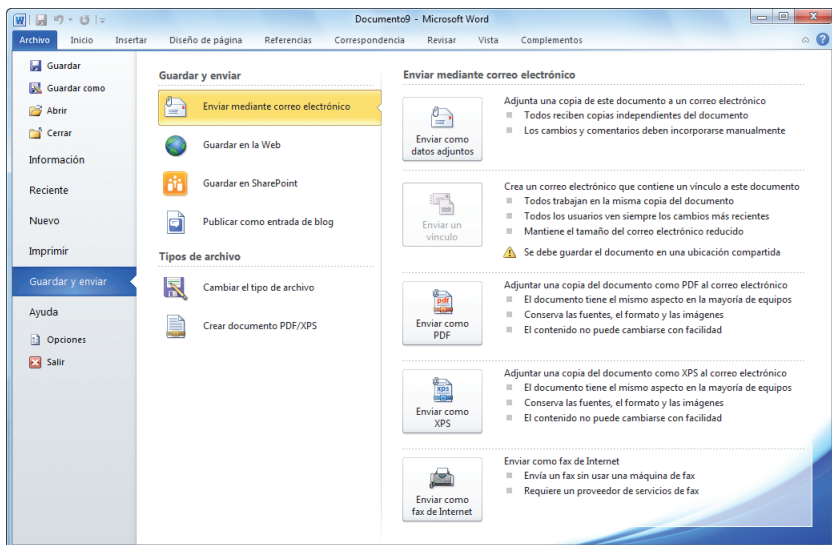 Documento9 - Microsoft Word
Archivo Inicio Insertar Diseño de página Referencias Correspondencia Revisar Vista Complementos
Guardar
Guardar como
Abrir
Cerrar
Información
Reciente
Nuevo
Imprimir
Guardar y enviar
Ayuda
Opciones
Salir
Guardar y enviar
Enviar mediante correo electrónico
Guardar en la Web
Guardar en SharePoint
Publicar como entrada de blog
Tipos de archivo
Cambiar el tipo de archivo
Crear documento PDF/XPS
Enviar mediante correo electrónico
Enviar como
datos adjuntos
Adjunta una copia de este documento a un correo electrónico
Todos reciben copias independientes del documento
Los cambios y comentarios deben incorporarse manualmente
Enviar un
vínculo
Crea un correo electrónico que contiene un vínculo a este documento
Todos trabajan en la misma copia del documento
Todos los usuarios ven siempre los cambios más recientes
Mantiene el tamaño del correo electrónico reducido
Se debe guardar el documento en una ubicación compartida
pdf
Enviar como
PDF
Adjuntar una copia del documento como PDF al correo electrónico
El documento tiene el mismo aspecto en la mayoría de equipos
Conserva las fuentes, el formato y las imágenes
El contenido no puede cambiarse con facilidad
xps
Enviar como
XPS
Adjuntar una copia del documento como XPS al correo electrónico
El documento tiene el mismo aspecto en la mayoría de equipos
Conserva las fuentes, el formato y las imágenes
El contenido no puede cambiarse con facilidad
Enviar como
fax de Internet
Enviar como fax de Internet
Envía un fax sin usar una máquina de fax
Requiere un proveedor de servicios de fax